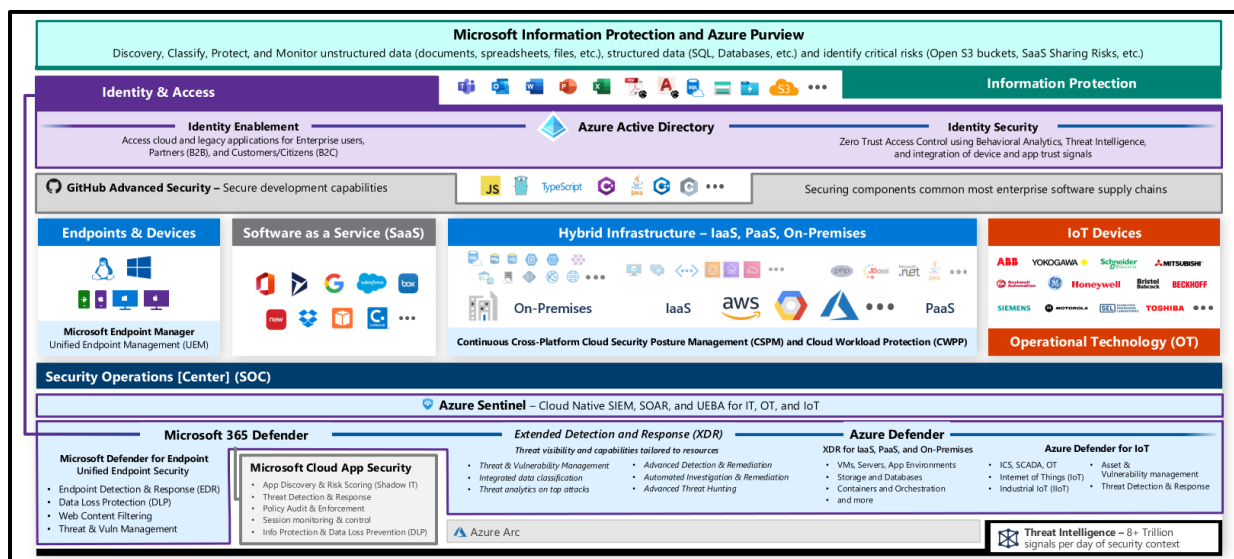 Microsoft Information Protection and Azure Purview
Discovery, Classify, Protect, and Monitor unstructured data (documents, spreadsheets, files, etc.), structured data (SQL, Databases, etc.) and identify critical risks (Open S3 buckets, SaaS Sharing Risks, etc.)
Identity & Access
S3
Information Protection
Identity Enablement
Access cloud and legacy applications for Enterprise users,
Partners (B2B), and Customers/Citizens (B2C)
Azure Active Directory
Identity Security
Zero Trust Access Control using Behavioral Analytics, Threat Intelligence,
and integration of device and app trust signals
GitHub Advanced Security – Secure development capabilities
JS
TypeScript
Java
Securing components common most enterprise software supply chains
Endpoints & Devices
Microsoft Endpoint Manager
Unified Endpoint Management (UEM)
Software as a Service (SaaS)
salesforce
box
now
Hybrid Infrastructure – IaaS, PaaS, On-Premises
php
JBoss
.net
On-Premises
IaaS
aws
PaaS
Continuous Cross-Platform Cloud Security Posture Management (CSPM) and Cloud Workload Protection (CWPP)
IoT Devices
ABB
YOKOGAWA
Schneider
Electric
MITSUBISHI
Rockwell
Automation
Honeywell
Bristol
Babcock
BECKHOFF
SIEMENS
MOTOROLA
SEL
TOSHIBA
Operational Technology (OT)
Security Operations [Center] (SOC)
Azure Sentinel – Cloud Native SIEM, SOAR, and UEBA for IT, OT, and IoT
Microsoft 365 Defender
Microsoft Defender for Endpoint
Unified Endpoint Security
• Endpoint Detection & Response (EDR)
• Data Loss Protection (DLP)
• Web Content Filtering
• Threat & Vuln Management
Microsoft Cloud App Security
• App Discovery & Risk Scoring (Shadow IT)
• Threat Detection & Response
• Policy Audit & Enforcement
• Session monitoring & control
• Info Protection & Data Loss Prevention (DLP)
Extended Detection and Response (XDR)
Threat visibility and capabilities tailored to resources
• Threat & Vulnerability Management
• Integrated data classification
• Threat analytics on top attacks
• Advanced Detection & Remediation
• Automated Investigation & Remediation
• Advanced Threat Hunting
Azure Defender
XDR for IaaS, PaaS, and On-Premises
• VMs, Servers, App Environments
• Storage and Databases
• Containers and Orchestration
• and more
Azure Defender for IoT
• ICS, SCADA, OT
• Internet of Things (IoT)
• Industrial IoT (IIoT)
• Asset &
Vulnerability management
• Threat Detection & Response
Azure Arc
Threat Intelligence – 8+ Trillion
signals per day of security context